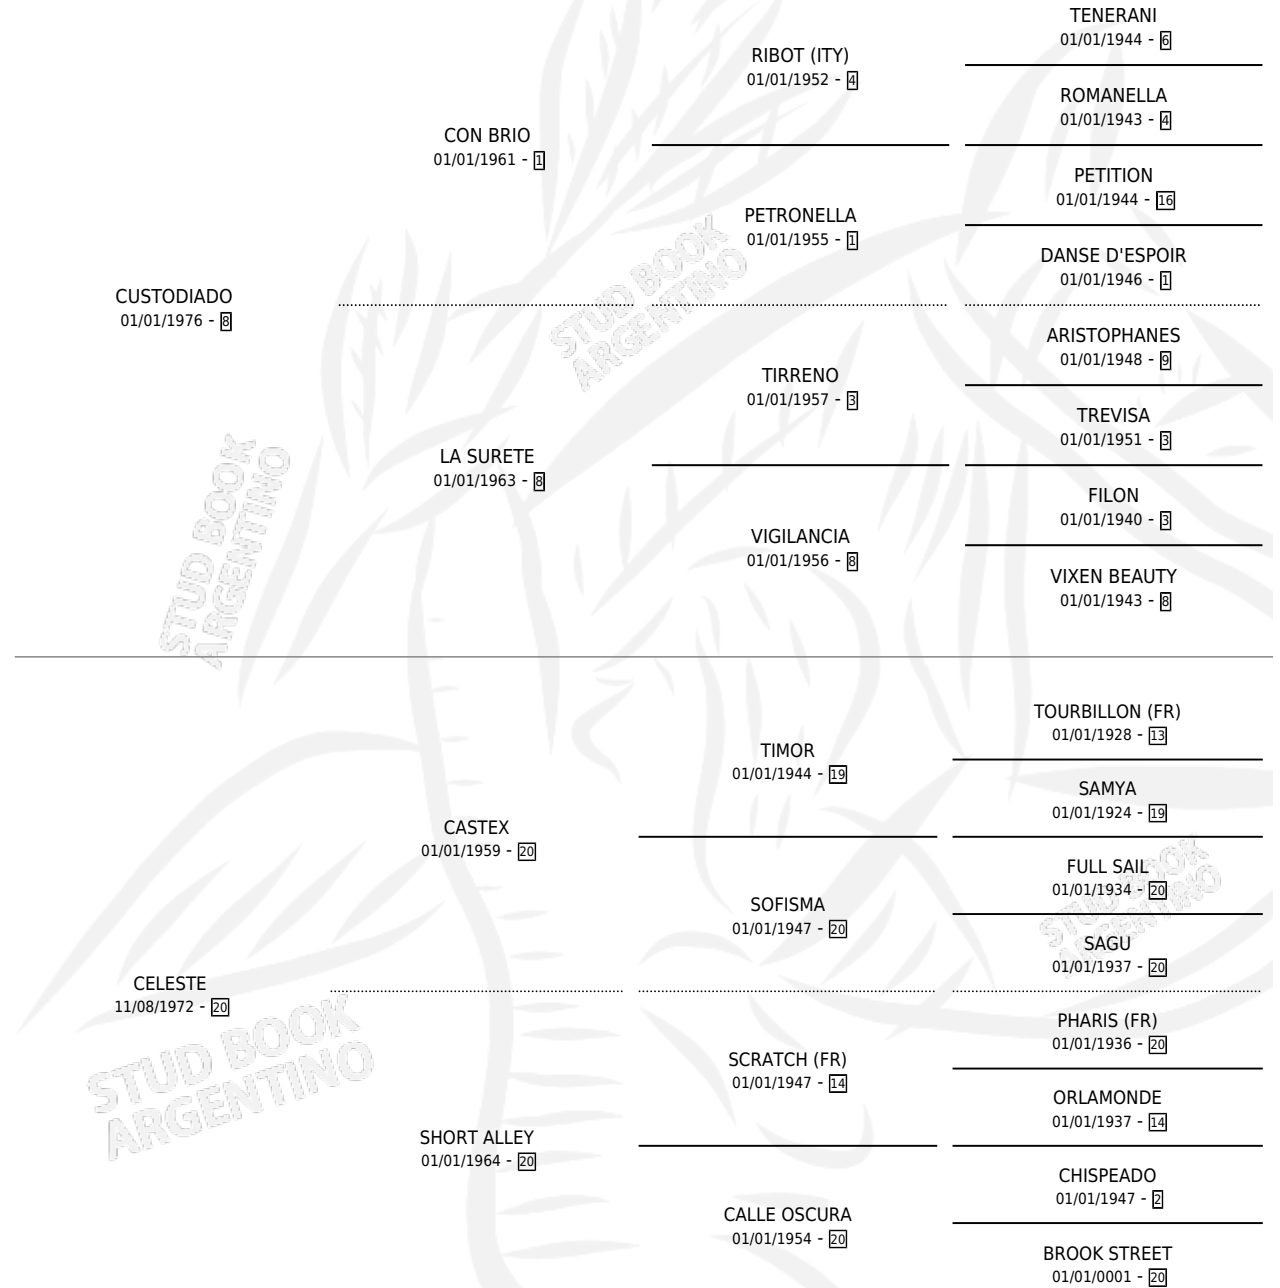 TENERANI
01/01/1944 - 6
RIBOT (ITY)
01/01/1952 - 4
ROMANELLA
01/01/1943 - 4
CON BRIO
01/01/1961 - 1
PETITION
01/01/1944 - 16
PETRONELLA
01/01/1955 - 1
DANSE D'ESPOIR
01/01/1946 - 1
CUSTODIADO
01/01/1976 - 8
STUD BOOK
ARGENTINO
ARISTOPHANES
01/01/1948 - 9
TIRRENO
01/01/1957 - 3
TREVISA
01/01/1951 - 3
LA SURETE
01/01/1963 - 8
FILON
01/01/1940 - 3
VIGILANCIA
01/01/1956 - 8
VIXEN BEAUTY
01/01/1943 - 8
STUD BOOK
ARGENTINO
TOURBILLON (FR)
01/01/1928 - 13
TIMOR
01/01/1944 - 19
SAMYA
01/01/1924 - 19
CASTEX
01/01/1959 - 20
FULL SAIL
01/01/1934 - 20
SOFISMA
01/01/1947 - 20
SAGU
01/01/1937 - 20
STUD BOOK
ARGENTINO
CELESTE
11/08/1972 - 20
PHARIS (FR)
01/01/1936 - 20
SCRATCH (FR)
01/01/1947 - 14
ORLAMONDE
01/01/1937 - 14
STUD BOOK
ARGENTINO
SHORT ALLEY
01/01/1964 - 20
CHISPEADO
01/01/1947 - 2
CALLE OSCURA
01/01/1954 - 20
BROOK STREET
01/01/0001 - 20